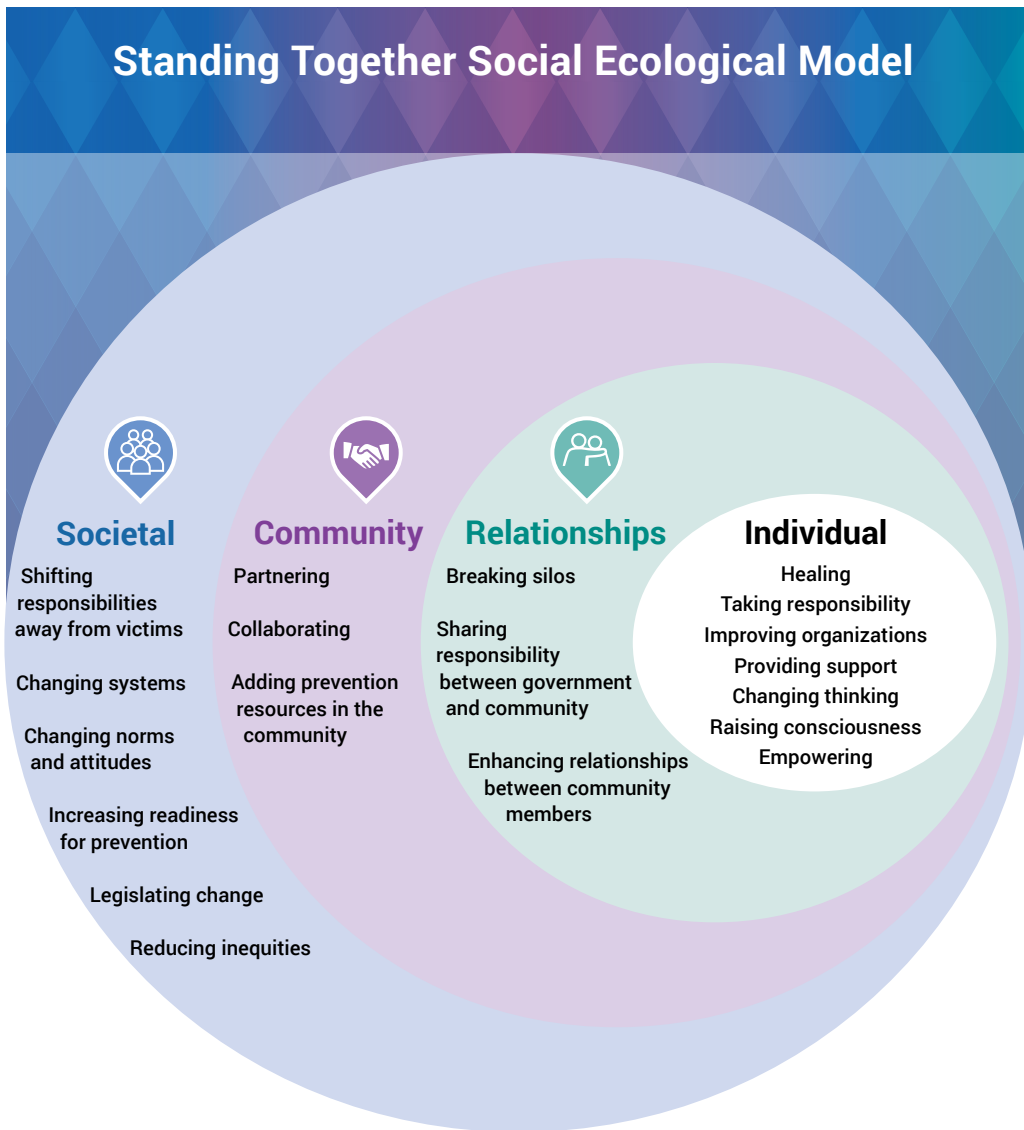 Standing Together Social Ecological Model
Societal
Shifting
responsibilities
away from victims
Changing systems
Changing norms
and attitudes
Increasing readiness
for prevention
Legislating change
Reducing inequities
Community
Partnering
Collaborating
Adding prevention
resources in the
community
Relationships
Breaking silos
Sharing
responsibility
between government
and community
Enhancing relationships
between community
members
Individual
Healing
Taking responsibility
Improving organizations
Providing support
Changing thinking
Raising consciousness
Empowering